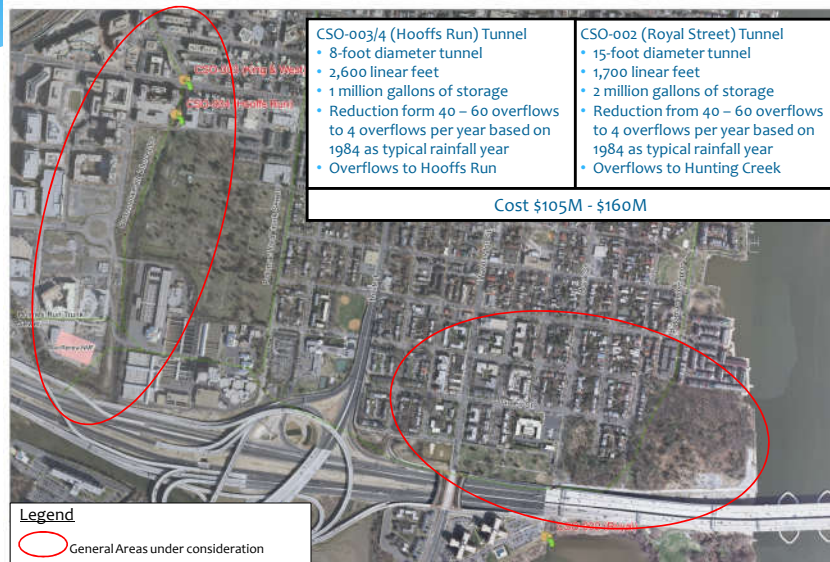 CSO-003/4 (Hooffs Run) Tunnel
• 8-foot diameter tunnel
• 2,600 linear feet
• 1 million gallons of storage
• Reduction form 40 – 60 overflows
to 4 overflows per year based on
1984 as typical rainfall year
• Overflows to Hooffs Run
CSO-002 (Royal Street) Tunnel
• 15-foot diameter tunnel
• 1,700 linear feet
• 2 million gallons of storage
• Reduction from 40 – 60 overflows
to 4 overflows per year based on
1984 as typical rainfall year
• Overflows to Hunting Creek
Cost $105M - $160M
(King & West)
(Hooffs Run)
Legend
General Areas under consideration